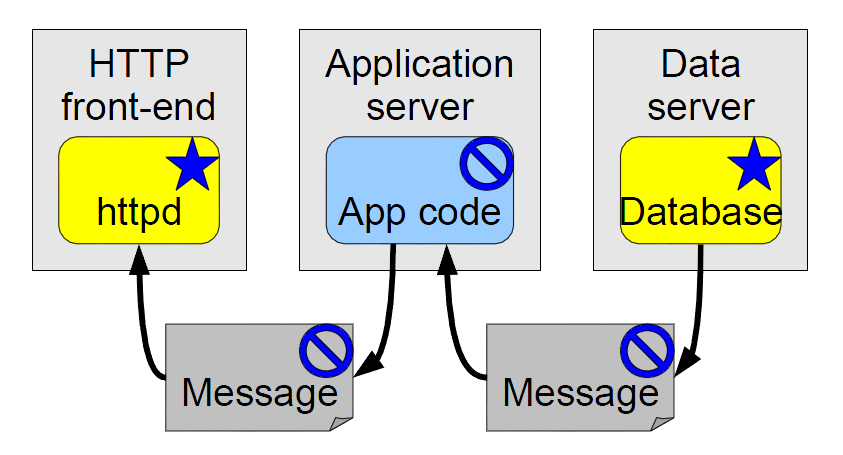 HTTP
front-end
httpd
Application
server
App code
Data
server
Database
Message
Message